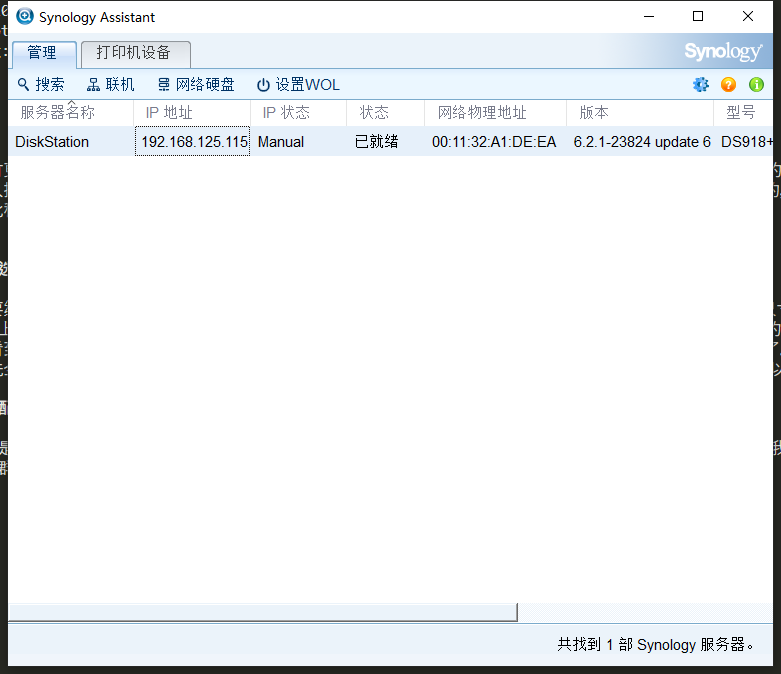 Synology Assistant
管理 打印机设备 Synology
搜索 联机 网络硬盘 设置WOL
服务器名称 IP 地址 IP 状态 状态 网络物理地址 版本 型号
DiskStation 192.168.125.115 Manual 已就绪 00:11:32:A1:DE:EA 6.2.1-23824 update 6 DS918+
共找到 1 部 Synology 服务器。